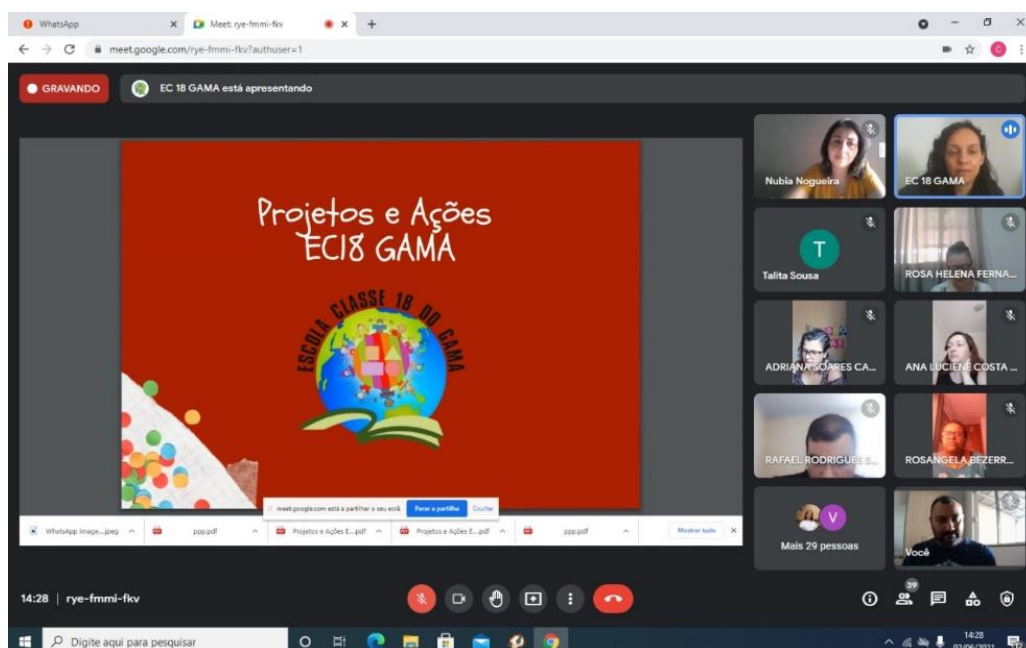 WhatsApp
Meet: rye-fmmi-fkv
meet.google.com/rye-fmmi-fkv?authuser=1
GRAVANDO
EC 18 GAMA está apresentando
Projetos e Ações
EC18 GAMA
ESCOLA CLASSE 18 DO GAMA
meet.google.com está a partilhar o seu ecrã.
Parar a partilha
Ocultar
WhatsApp Image....jpeg
ppp.pdf
Projetos e Ações E....pdf
Projetos e Ações E....pdf
ppp.pdf
Mostrar tudo
Nubia Nogueira
EC 18 GAMA
T
Talita Sousa
ROSA HELENA FERNA...
ADRIANA SOARES CA...
ANA LUCIENE COSTA ...
RAFAEL RODRIGUES
ROSANGELA BEZERR...
V
Mais 29 pessoas
Você
14:28 | rye-fmmi-fkv
39
Digite aqui para pesquisar
14:28
02/06/2021